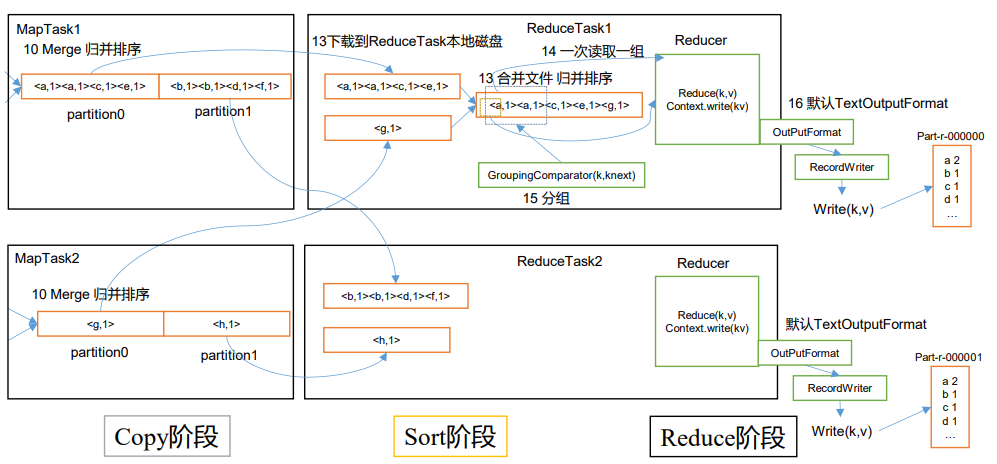 MapTask1
10 Merge 归并排序
<a,1><a,1><c,1><e,1>
<b,1><b,1><d,1><f,1>
partition0
partition1
ReduceTask1
13下载到ReduceTask本地磁盘
14 一次读取一组
<a,1><a,1><c,1><e,1>
13 合并文件 归并排序
<a,1><a,1><c,1><e,1><g,1>
<g,1>
GroupingComparator(k,knext)
15 分组
Reducer
Reduce(k,v)
Context.write(kv)
16 默认TextOutputFormat
OutPutFormat
RecordWriter
Write(k,v)
Part-r-000000
a 2
b 1
c 1
d 1
...
MapTask2
10 Merge 归并排序
<g,1>
<h,1>
partition0
partition1
ReduceTask2
<b,1><b,1><d,1><f,1>
<h,1>
Reducer
Reduce(k,v)
Context.write(kv)
默认TextOutputFormat
OutPutFormat
RecordWriter
Write(k,v)
Part-r-000001
a 2
b 1
c 1
d 1
...
Copy阶段
Sort阶段
Reduce阶段